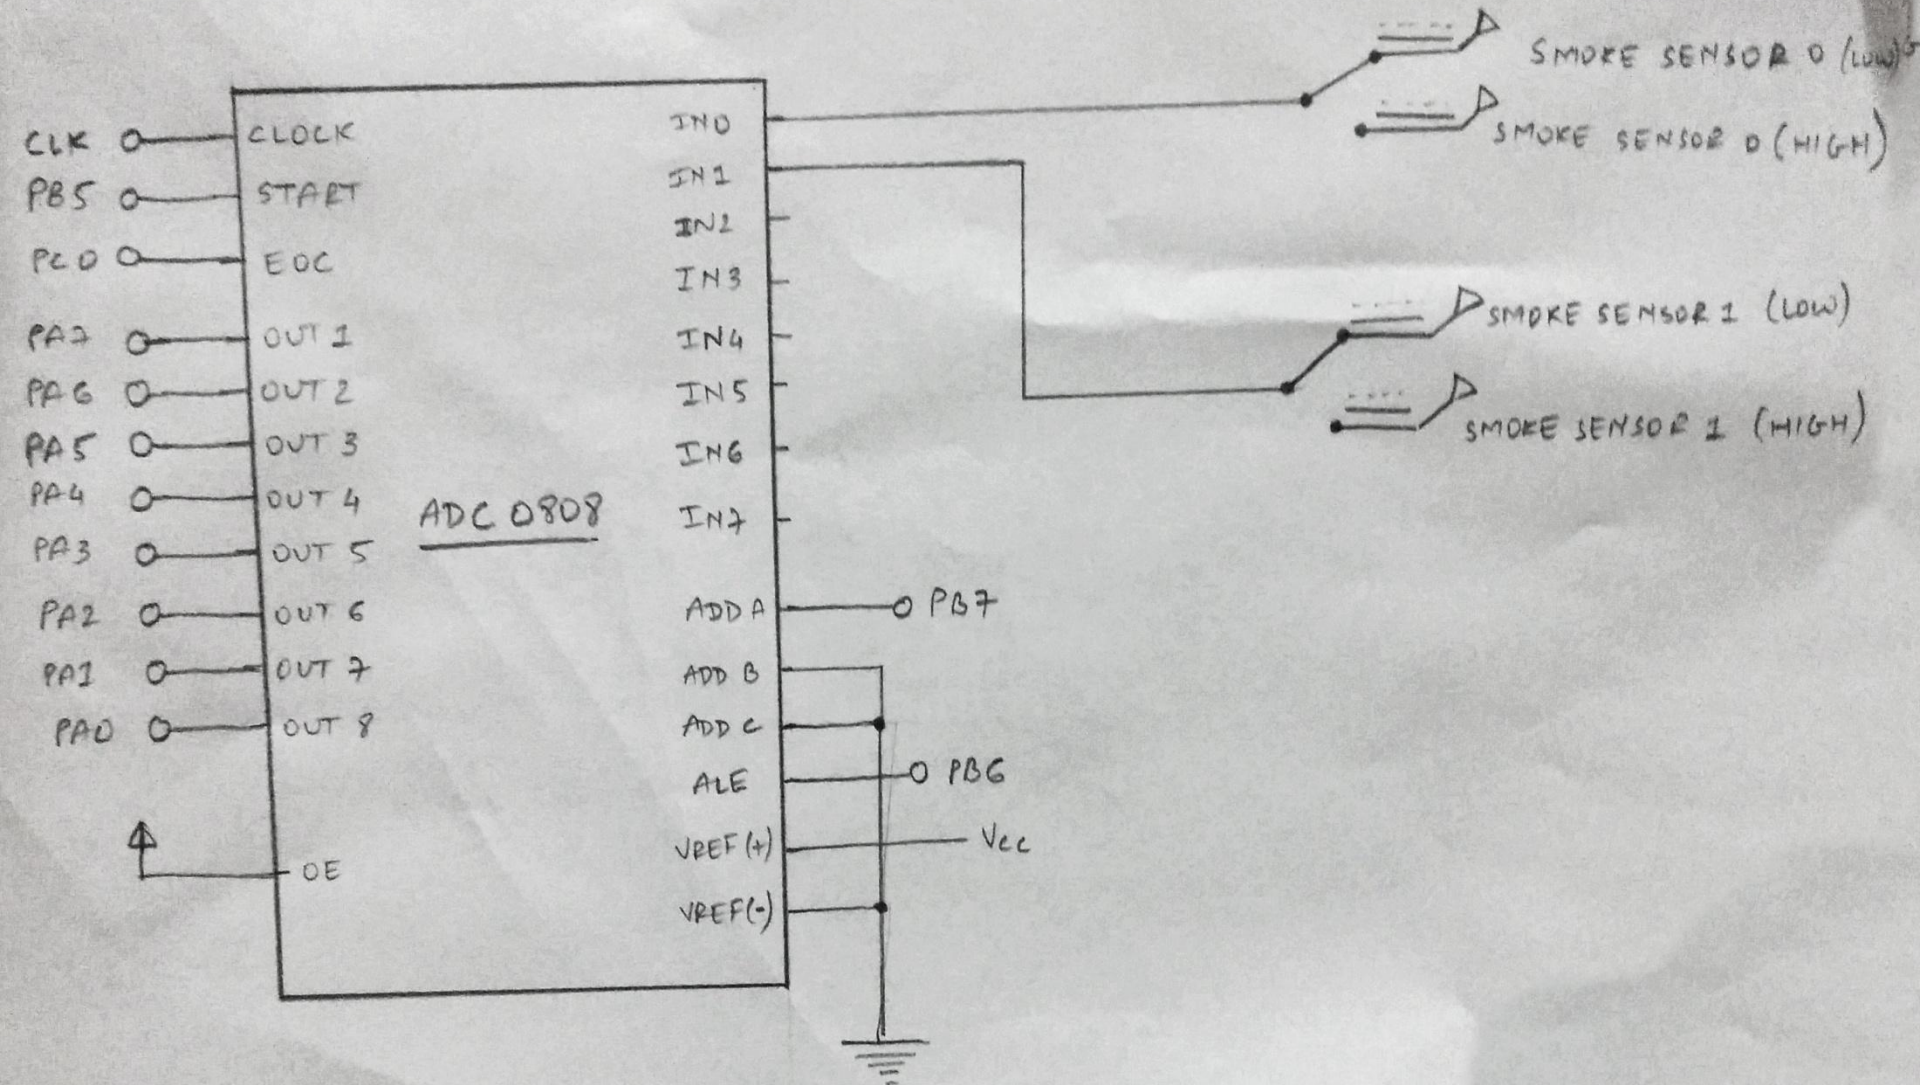 CLK CLOCK
PB5 START
PC0 EOC
PA7 OUT 1
PA6 OUT 2
PA5 OUT 3
PA4 OUT 4
PA3 OUT 5
PA2 OUT 6
PA1 OUT 7
PA0 OUT 8
OE
ADC 0808
IN0
IN1
IN2
IN3
IN4
IN5
IN6
IN7
ADD A PB7
ADD B
ADD C
ALE PB6
VREF(+) Vcc
VREF(-)
SMOKE SENSOR 0 (LOW)
SMOKE SENSOR 0 (HIGH)
SMOKE SENSOR 1 (LOW)
SMOKE SENSOR 1 (HIGH)